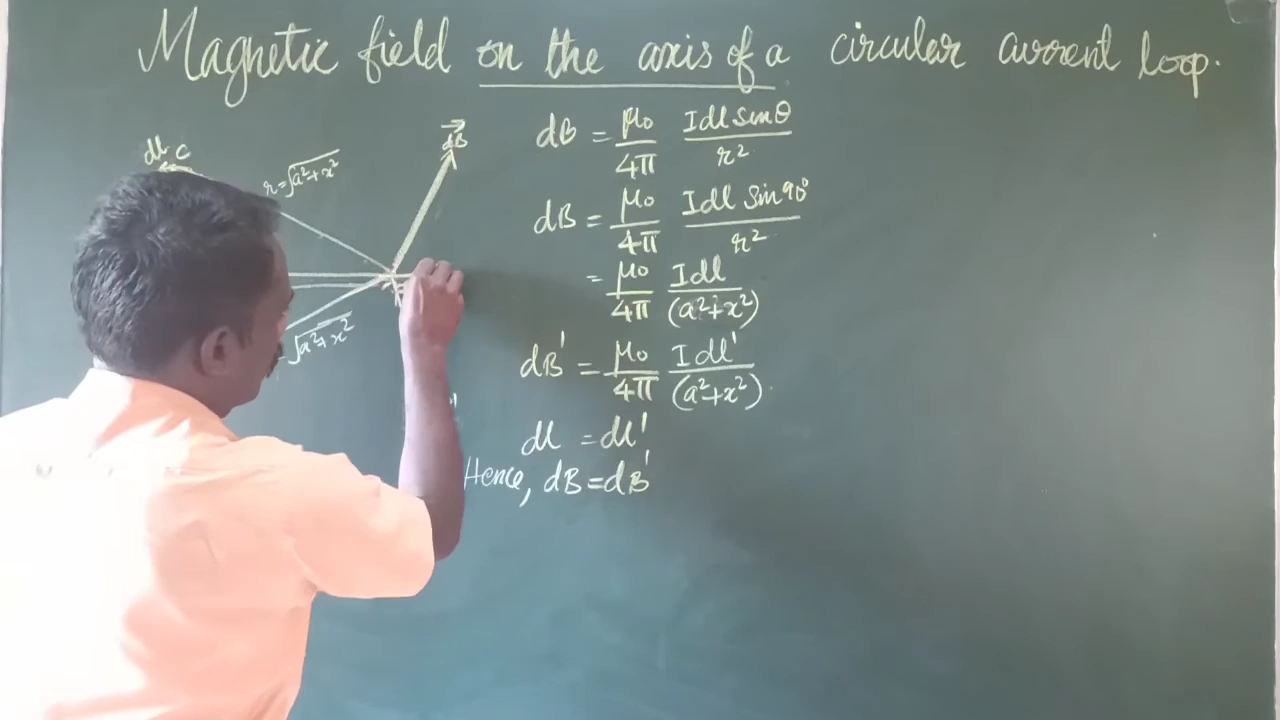 Magnetic field on the axis of a circular current loop.
dl C
r = √a²+x²
dB⃗
√a²+x²
dB = μ₀/4π Idl sinθ/r²
dB = μ₀/4π Idl sin90°/r²
= μ₀/4π Idl/(a²+x²)
dB' = μ₀/4π Idl'/(a²+x²).
dl = dl'
Hence, dB = dB'